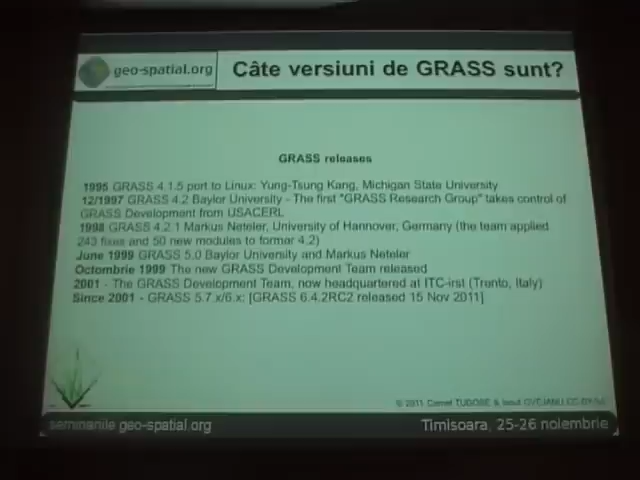 geo-spatial.org
Câte versiuni de GRASS sunt?
GRASS releases
1995 GRASS 4.1.5 port to Linux: Yung-Tsung Kang, Michigan State University
12/1997 GRASS 4.2 Baylor University - The first "GRASS Research Group" takes control of
GRASS Development from USACERL
1998 GRASS 4.2.1 Markus Neteler, University of Hannover, Germany (the team applied
243 fixes and 50 new modules to former 4.2)
June 1999 GRASS 5.0 Baylor University and Markus Neteler
Octombrie 1999 The new GRASS Development Team released
2001 - The GRASS Development Team, now headquartered at ITC-irst (Trento, Italy)
Since 2001 - GRASS 5.7.x/6.x: [GRASS 6.4.2RC2 released 15 Nov 2011]
© 2011 Cornel TUDOSE &
seminariile geo-spatial.org
Timisoara, 25-26 noiembrie